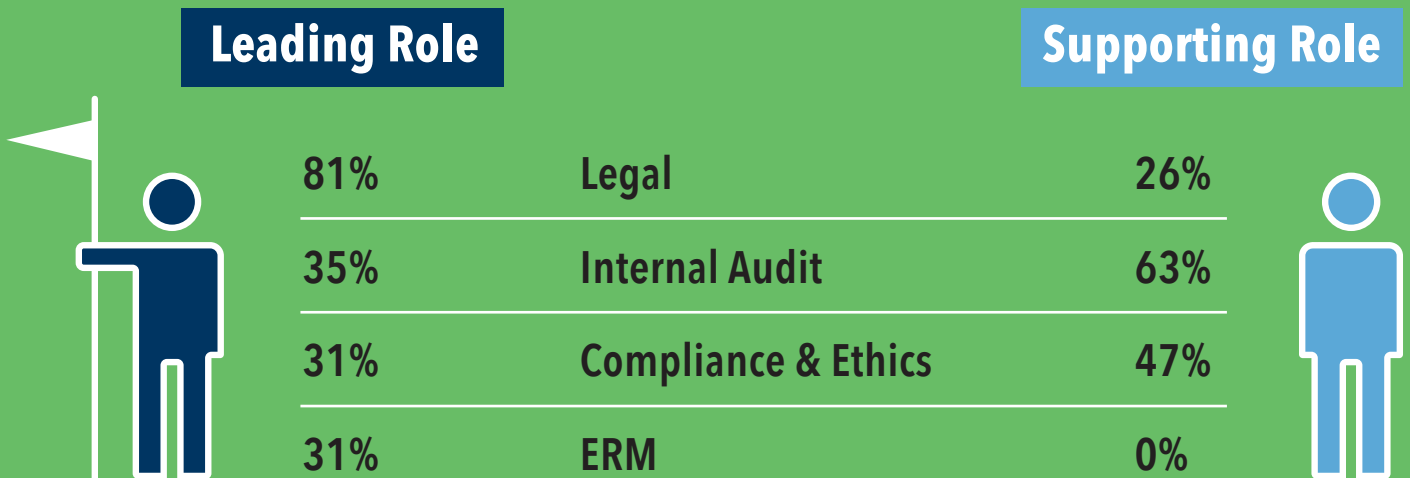 Leading Role Supporting Role
81% Legal 26%
35% Internal Audit 63%
31% Compliance & Ethics 47%
31% ERM 0%